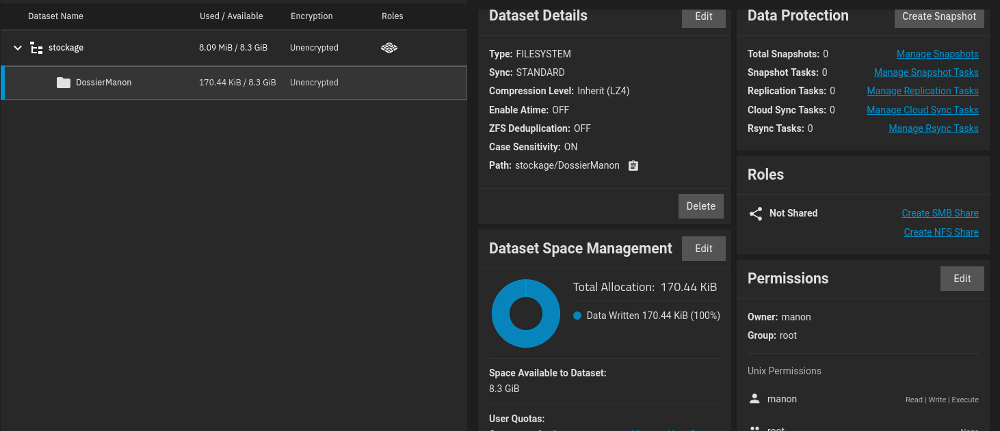 Dataset Name Used / Available Encryption Roles
stockage 8.09 MiB / 8.3 GiB Unencrypted
DossierManon 170.44 KiB / 8.3 GiB Unencrypted
Dataset Details Edit
Type: FILESYSTEM
Sync: STANDARD
Compression Level: Inherit (LZ4)
Enable Atime: OFF
ZFS Deduplication: OFF
Case Sensitivity: ON
Path: stockage/DossierManon
Delete
Dataset Space Management Edit
Total Allocation: 170.44 KiB
Data Written 170.44 KiB (100%)
Space Available to Dataset:
8.3 GiB
User Quotas:
Data Protection Create Snapshot
Total Snapshots: 0 Manage Snapshots
Snapshot Tasks: 0 Manage Snapshot Tasks
Replication Tasks: 0 Manage Replication Tasks
Cloud Sync Tasks: 0 Manage Cloud Sync Tasks
Rsync Tasks: 0 Manage Rsync Tasks
Roles
Not Shared Create SMB Share
Create NFS Share
Permissions Edit
Owner: manon
Group: root
Unix Permissions
manon Read | Write | Execute
root